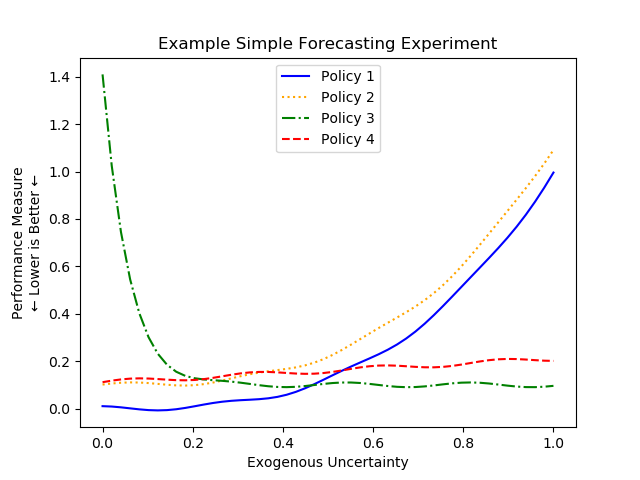 Example Simple Forecasting Experiment
Policy 1
Policy 2
Policy 3
Policy 4
Performance Measure
← Lower is Better ←
1.4
1.2
1.0
0.8
0.6
0.4
0.2
0.0
0.0 0.2 0.4 0.6 0.8 1.0
Exogenous Uncertainty